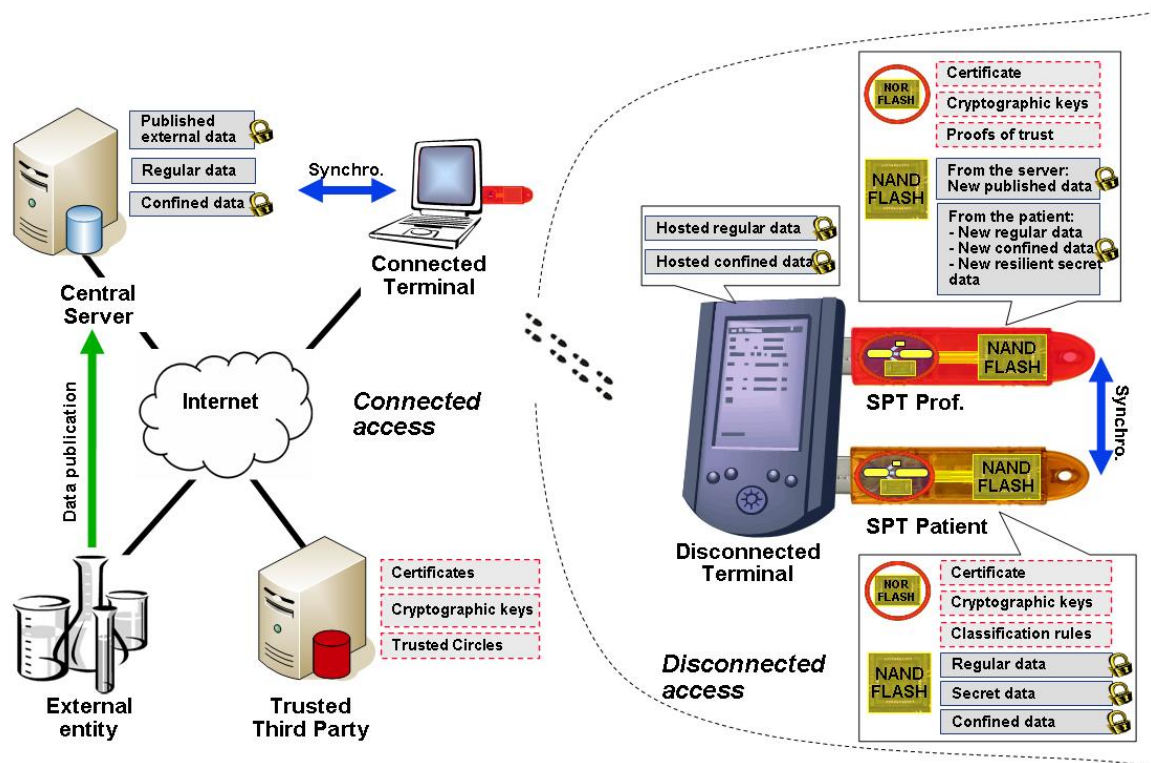 Published
external data
Regular data
Confined data
Synchro.
Central
Server
Connected
Terminal
Internet
Connected
access
Data publication
External
entity
Certificates
Cryptographic keys
Trusted Circles
Trusted
Third Party
Hosted regular data
Hosted confined data
Disconnected
Terminal
NOR
FLASH
Certificate
Cryptographic keys
Proofs of trust
NAND
FLASH
From the server:
New published data
From the patient:
- New regular data
- New confined data
- New resilient secret
data
NAND
FLASH
SPT Prof.
Synchro.
NAND
FLASH
SPT Patient
NOR
FLASH
Certificate
Cryptographic keys
Classification rules
NAND
FLASH
Regular data
Secret data
Confined data
Disconnected
access